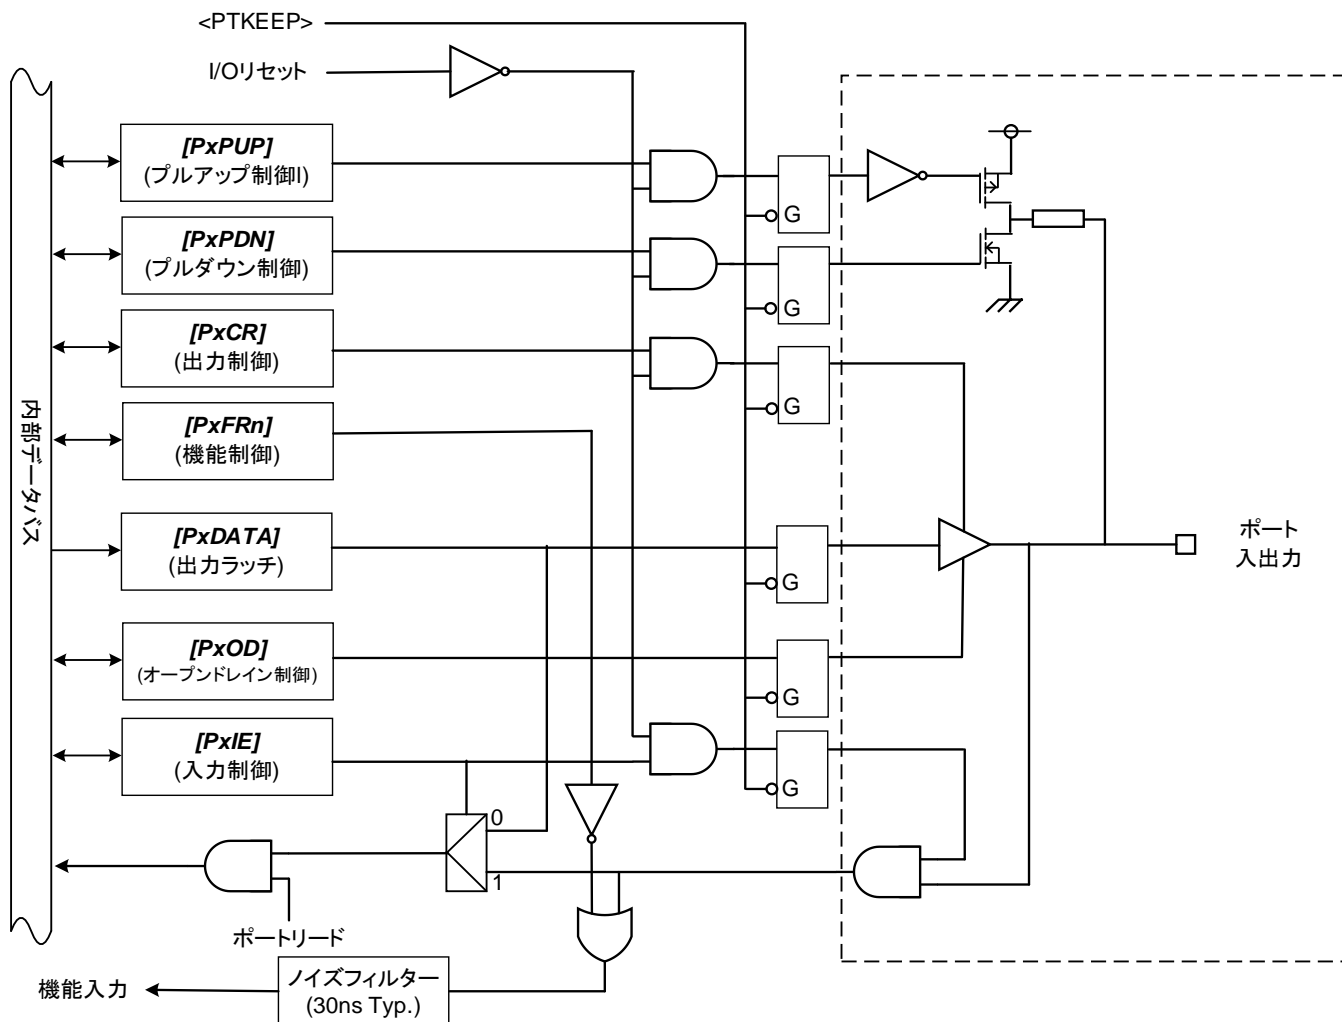 <PTKEEP>
I/Oリセット
[PxPUP]
(プルアップ制御I)
G
[PxPDN]
(プルダウン制御)
G
[PxCR]
(出力制御)
G
内部データバス
[PxFRn]
(機能制御)
[PxDATA]
(出力ラッチ)
G
ポート
入出力
[PxOD]
(オープンドレイン制御)
G
[PxIE]
(入力制御)
G
0
1
ポートリード
機能入力
ノイズフィルター
(30ns Typ.)